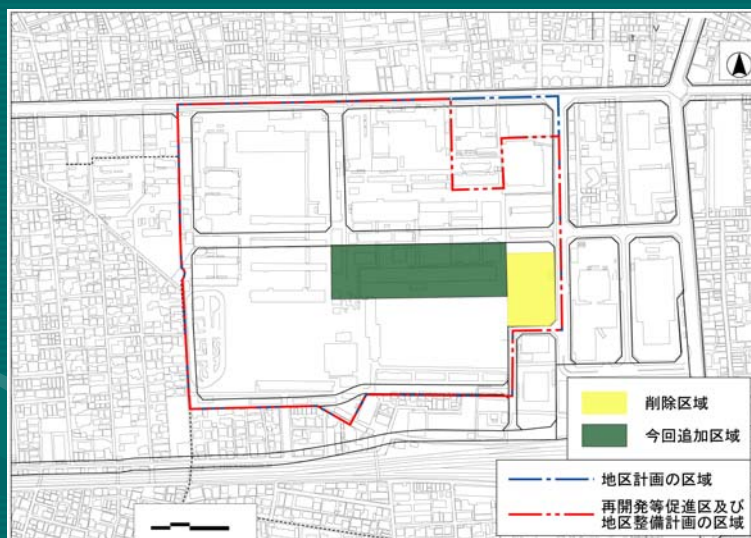 削除区域
今回追加区域
地区計画の区域
再開発等促進区及び
地区整備計画の区域